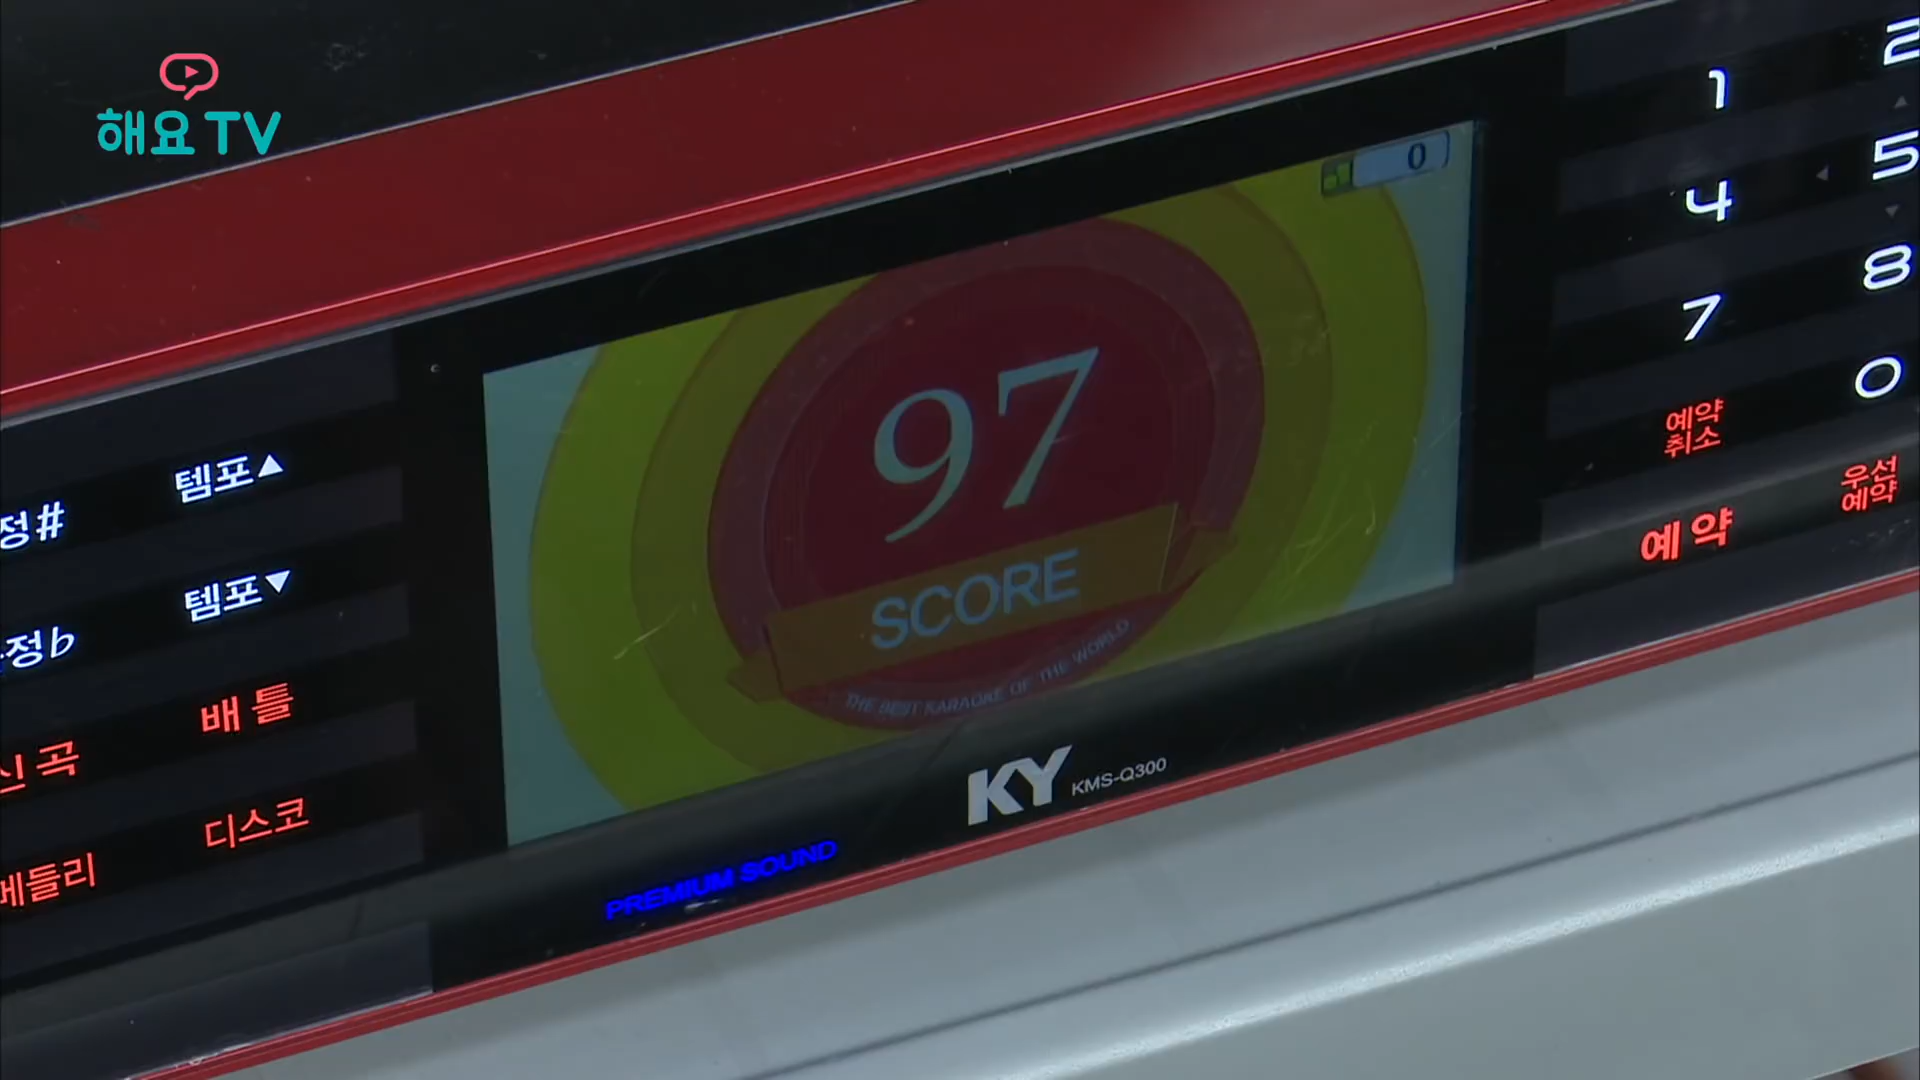 해요 TV
0
97
SCORE
THE BEST KARAOKE OF THE WORLD
KY KMS-Q300
PREMIUM SOUND
템포▲
정#
템포▼
정♭
배틀
신곡
디스코
메들리
1
2
4
5
7
8
0
예약
취소
우선
예약
예약